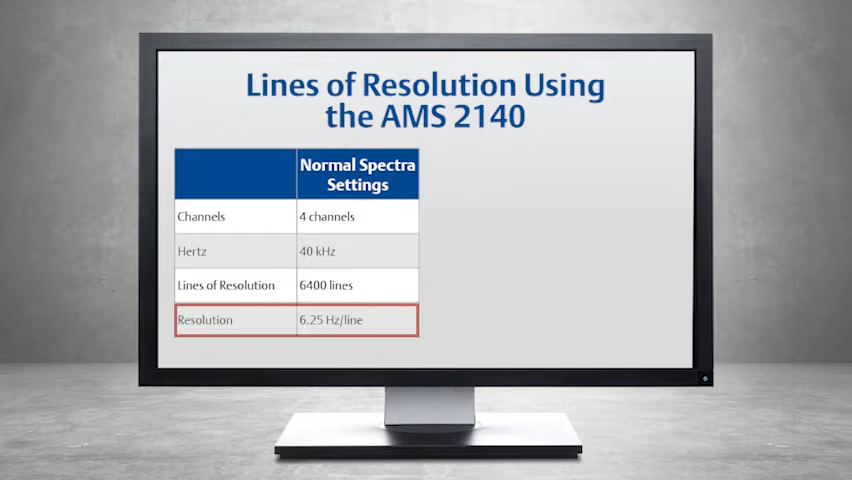 Lines of Resolution Using
the AMS 2140
Normal Spectra
Settings
Channels 4 channels
Hertz 40 kHz
Lines of Resolution 6400 lines
Resolution 6.25 Hz/line